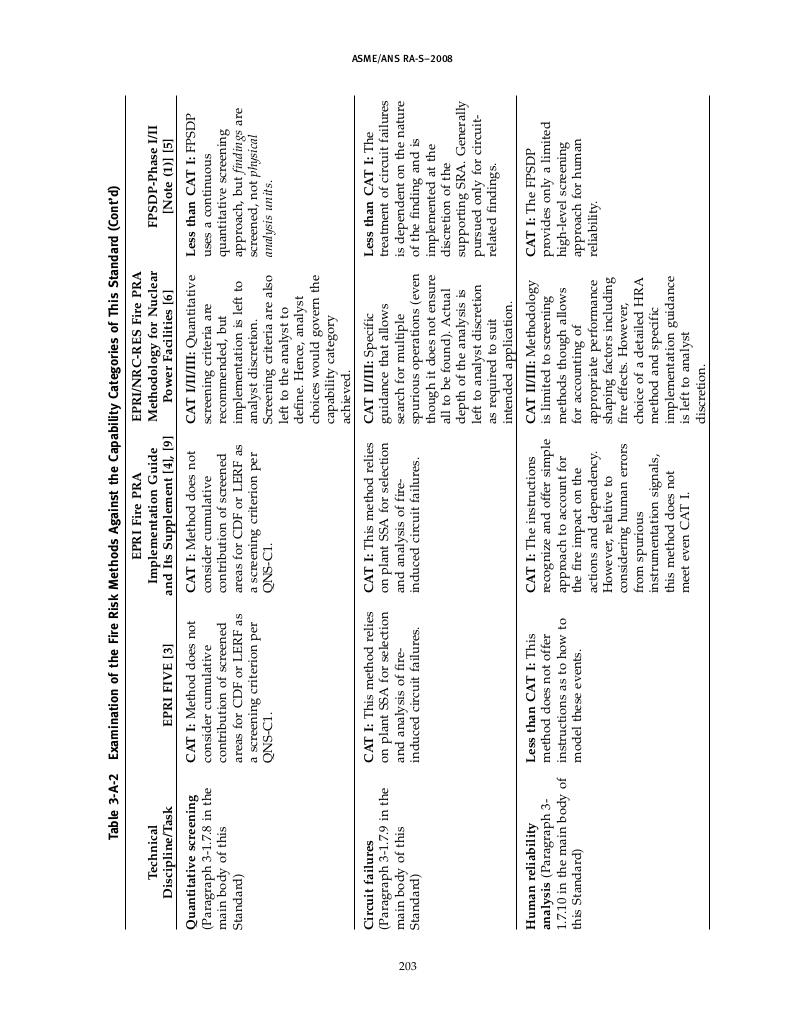 ASME/ANS RA-S–2008
Table 3-A-2 Examination of the Fire Risk Methods Against the Capability Categories of This Standard (Cont'd)
Technical
Discipline/Task
EPRI FIVE [3]
EPRI Fire PRA
Implementation Guide
and Its Supplement [4], [9]
EPRI/NRC-RES Fire PRA
Methodology for Nuclear
Power Facilities [6]
FPSDP-Phase I/II
[Note (1)] [5]
Quantitative screening
(Paragraph 3-1.7.8 in the
main body of this
Standard)
CAT I: Method does not
consider cumulative
contribution of screened
areas for CDF or LERF as
a screening criterion per
QNS-C1.
CAT I: Method does not
consider cumulative
contribution of screened
areas for CDF or LERF as
a screening criterion per
QNS-C1.
CAT I/II/III: Quantitative
screening criteria are
recommended, but
implementation is left to
analyst discretion.
Screening criteria are also
left to the analyst to
define. Hence, analyst
choices would govern the
capability category
achieved.
Less than CAT I: FPSDP
uses a continuous
quantitative screening
approach, but findings are
screened, not physical
analysis units.
Circuit failures
(Paragraph 3-1.7.9 in the
main body of this
Standard)
CAT I: This method relies
on plant SSA for selection
and analysis of fire-
induced circuit failures.
CAT I: This method relies
on plant SSA for selection
and analysis of fire-
induced circuit failures.
CAT II/III: Specific
guidance that allows
search for multiple
spurious operations (even
though it does not ensure
all to be found). Actual
depth of the analysis is
left to analyst discretion
as required to suit
intended application.
Less than CAT I: The
treatment of circuit failures
is dependent on the nature
of the finding and is
implemented at the
discretion of the
supporting SRA. Generally
pursued only for circuit-
related findings.
Human reliability
analysis (Paragraph 3-
1.7.10 in the main body of
this Standard)
Less than CAT I: This
method does not offer
instructions as to how to
model these events.
CAT I: The instructions
recognize and offer simple
approach to account for
the fire impact on the
actions and dependency.
However, relative to
considering human errors
from spurious
instrumentation signals,
this method does not
meet even CAT I.
CAT II/III: Methodology
is limited to screening
methods though allows
for accounting of
appropriate performance
shaping factors including
fire effects. However,
choice of a detailed HRA
method and specific
implementation guidance
is left to analyst
discretion.
CAT I: The FPSDP
provides only a limited
high-level screening
approach for human
reliability.
203